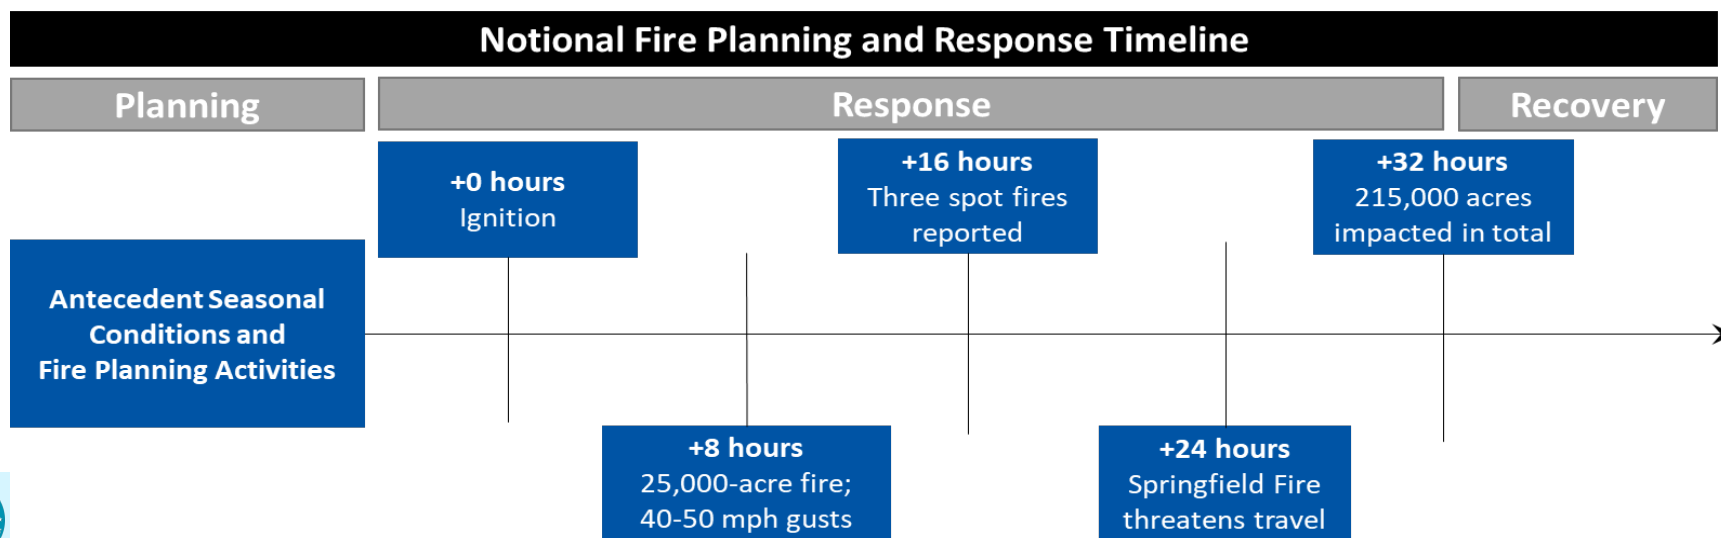 Notional Fire Planning and Response Timeline
Planning
Response
Recovery
+0 hours
Ignition
+16 hours
Three spot fires
reported
+32 hours
215,000 acres
impacted in total
Antecedent Seasonal
Conditions and
Fire Planning Activities
+8 hours
25,000-acre fire;
40-50 mph gusts
+24 hours
Springfield Fire
threatens travel